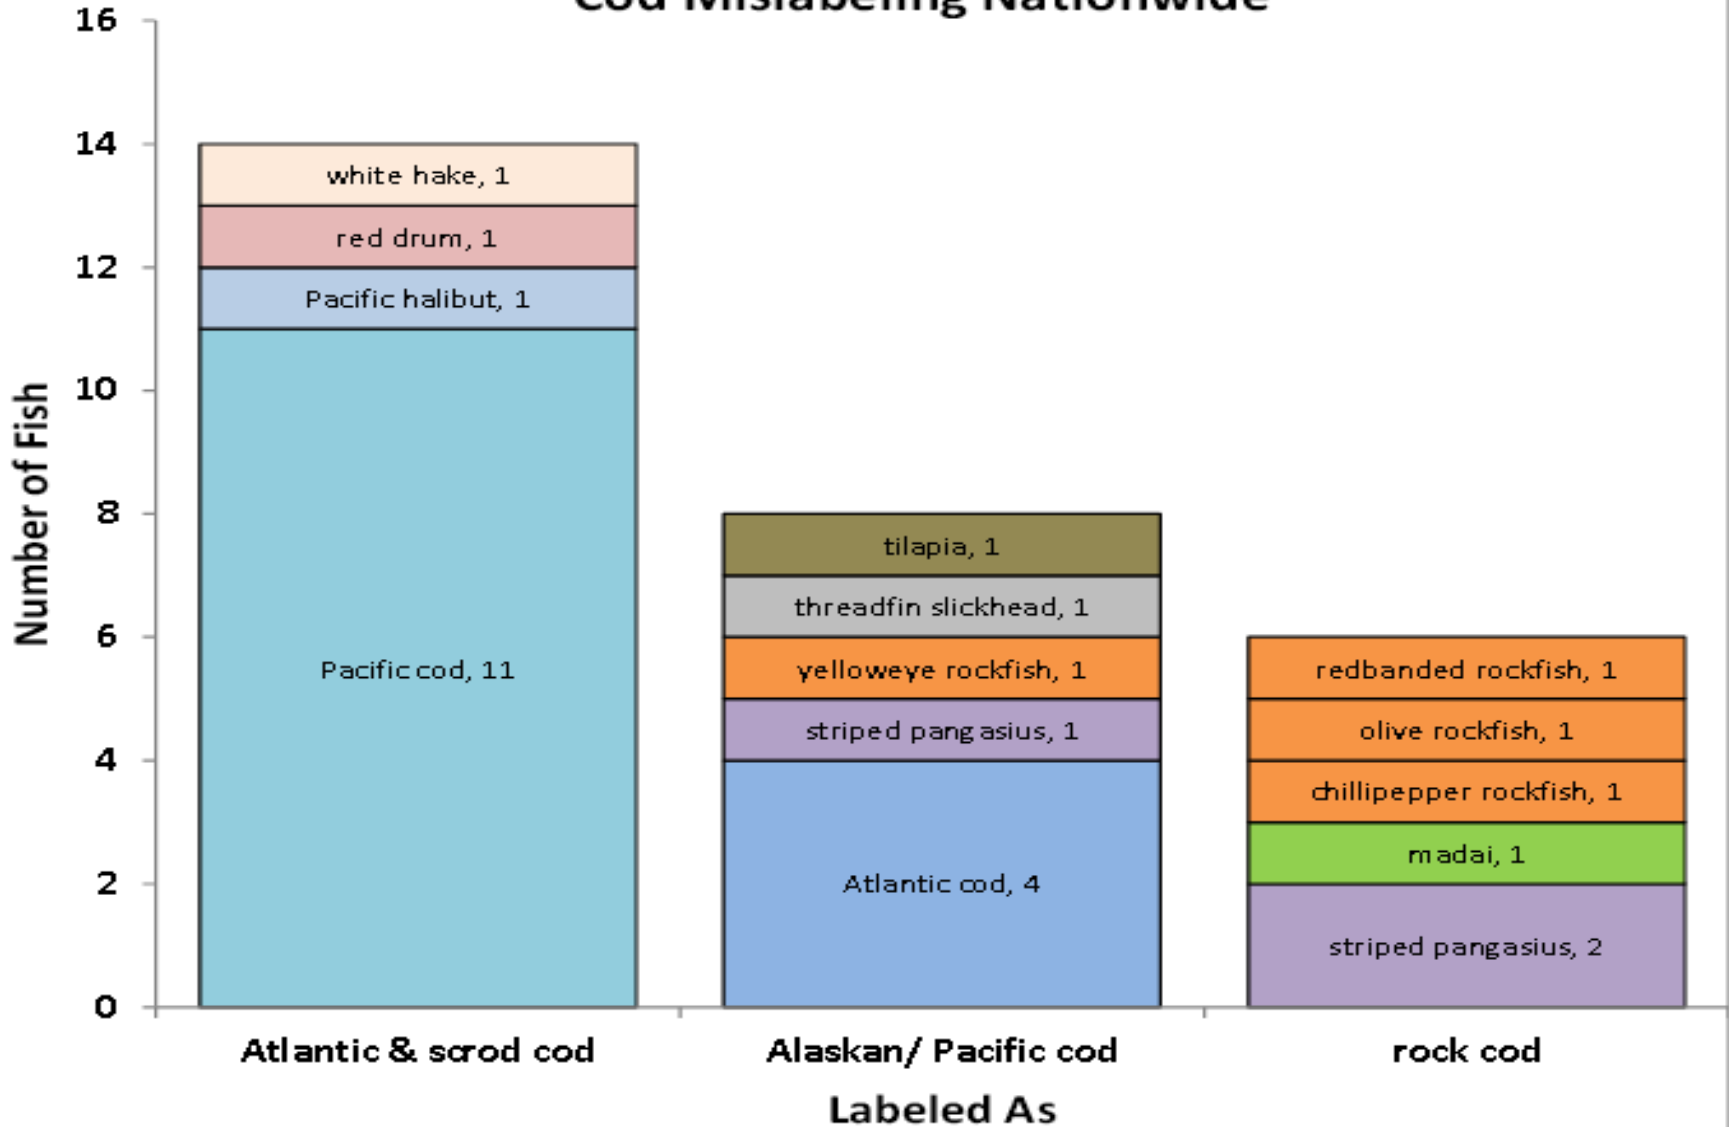 Cod Mislabeling Nationwide
16
14
12
10
8
6
4
2
0
Number of Fish
white hake, 1
red drum, 1
Pacific halibut, 1
Pacific cod, 11
tilapia, 1
threadfin slickhead, 1
yelloweye rockfish, 1
striped pangasius, 1
Atlantic cod, 4
redbanded rockfish, 1
olive rockfish, 1
chillipepper rockfish, 1
madai, 1
striped pangasius, 2
Atlantic & scrod cod
Alaskan/ Pacific cod
rock cod
Labeled As